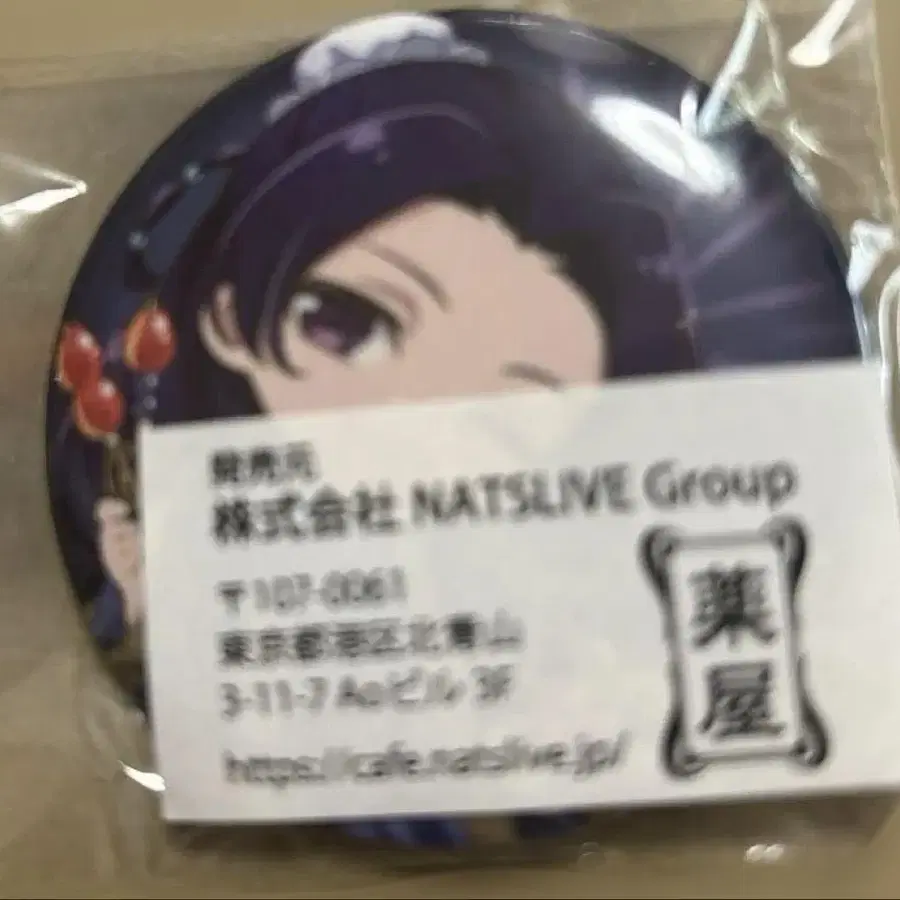 発売元
株式会社 NATSLIVE Group
〒107-0061
東京都港区北青山
3-11-7 Aoビル 3F
https://cafe.natslive.jp/
薬屋